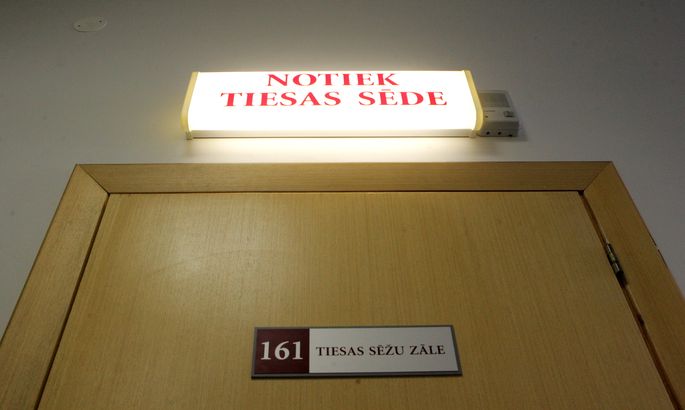 NOTIEK
TIESAS SĒDE
161 TIESAS SĒŽU ZĀLE